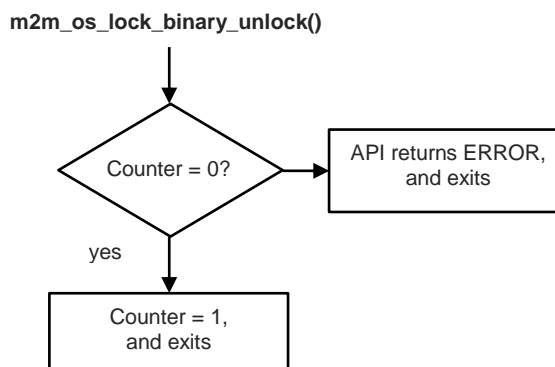 m2m_os_lock_binary_unlock()
Counter = 0?
API returns ERROR,
and exits
yes
Counter = 1,
and exits